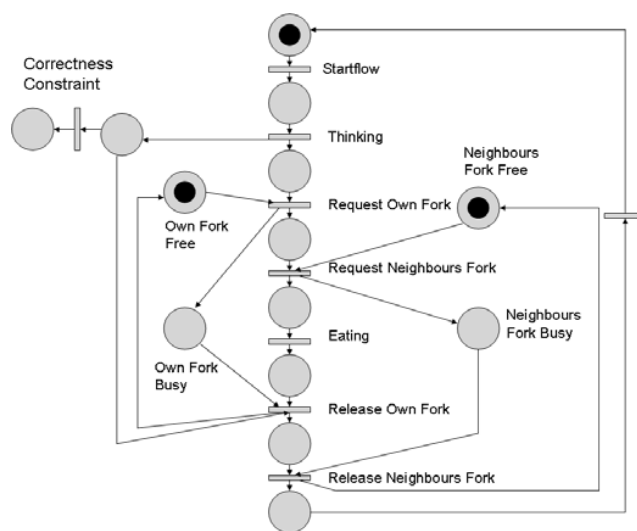 Startflow
Correctness
Constraint
Thinking
Neighbours
Fork Free
Request Own Fork
Own Fork
Free
Request Neighbours Fork
Neighbours
Fork Busy
Eating
Own Fork
Busy
Release Own Fork
Release Neighbours Fork